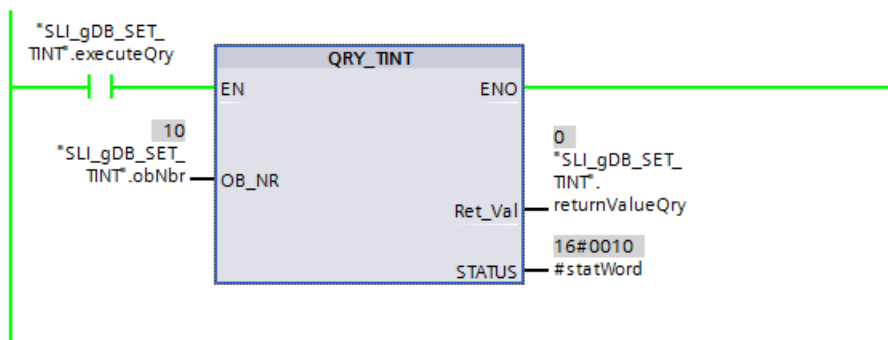 "SLI_gDB_SET_
TINT".executeQry
QRY_TINT
EN
ENO
10
"SLI_gDB_SET_
TINT".obNbr
OB_NR
0
"SLI_gDB_SET_
TINT".
returnValueQry
Ret_Val
16#0010
#statWord
STATUS